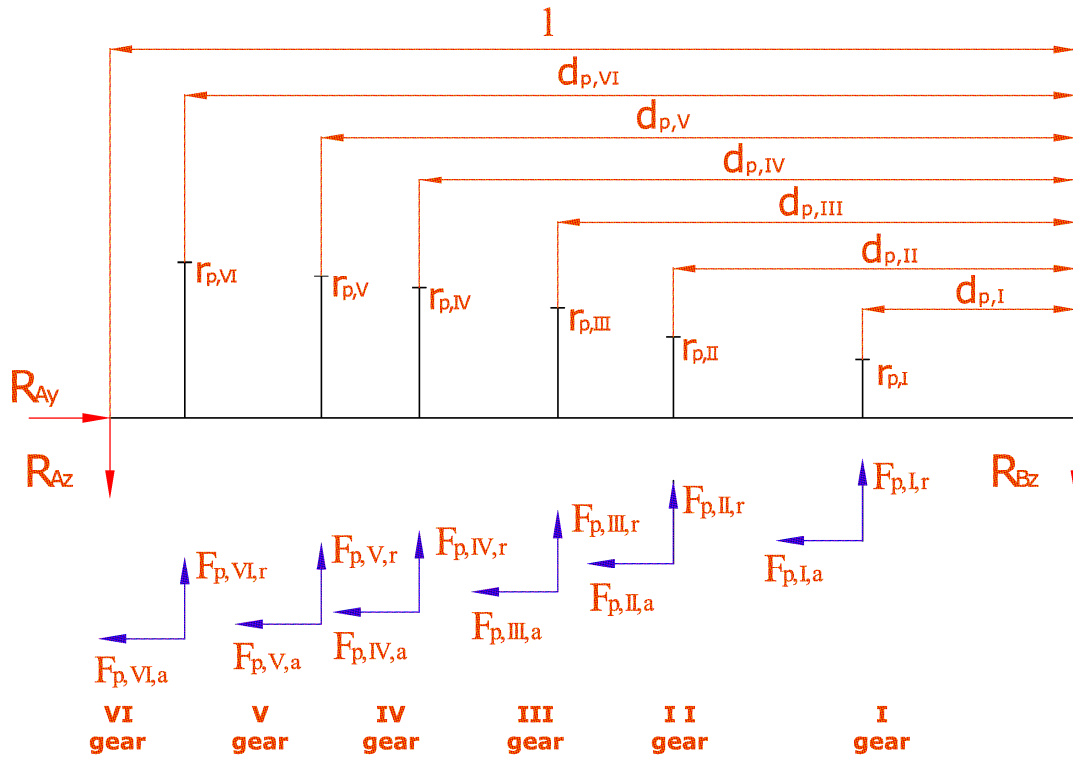 l
dp,VI
dp,V
dp,IV
dp,III
dp,II
dp,I
rp,VI
rp,V
rp,IV
rp,III
rp,II
rp,I
RAy
RAz
RBz
Fp,I,r
Fp,II,r
Fp,III,r
Fp,IV,r
Fp,V,r
Fp,VI,r
Fp,I,a
Fp,II,a
Fp,III,a
Fp,IV,a
Fp,V,a
Fp,VI,a
VI gear
V gear
IV gear
III gear
I I gear
I gear